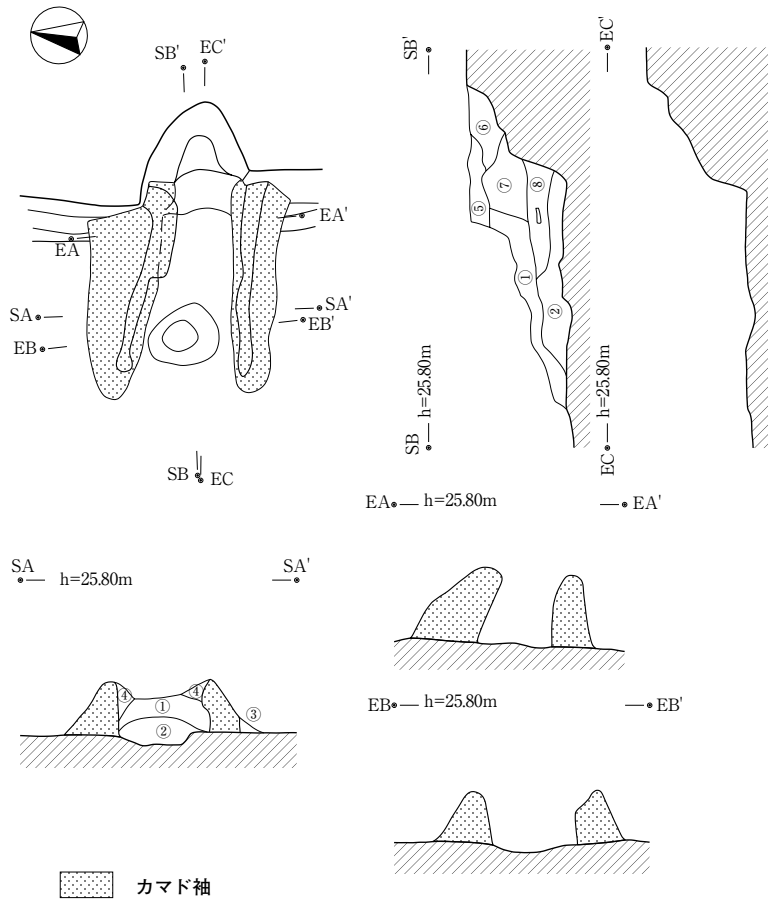 SB' EC'
EA'
EA
SA
SA'
EB
EB'
SB EC
SB'
⑥
⑦
⑧
⑤
①
②
SB h=25.80m
EC'
EC h=25.80m
EA h=25.80m EA'
SA h=25.80m SA'
④ ① ④ ③
②
EB h=25.80m EB'
カマド袖